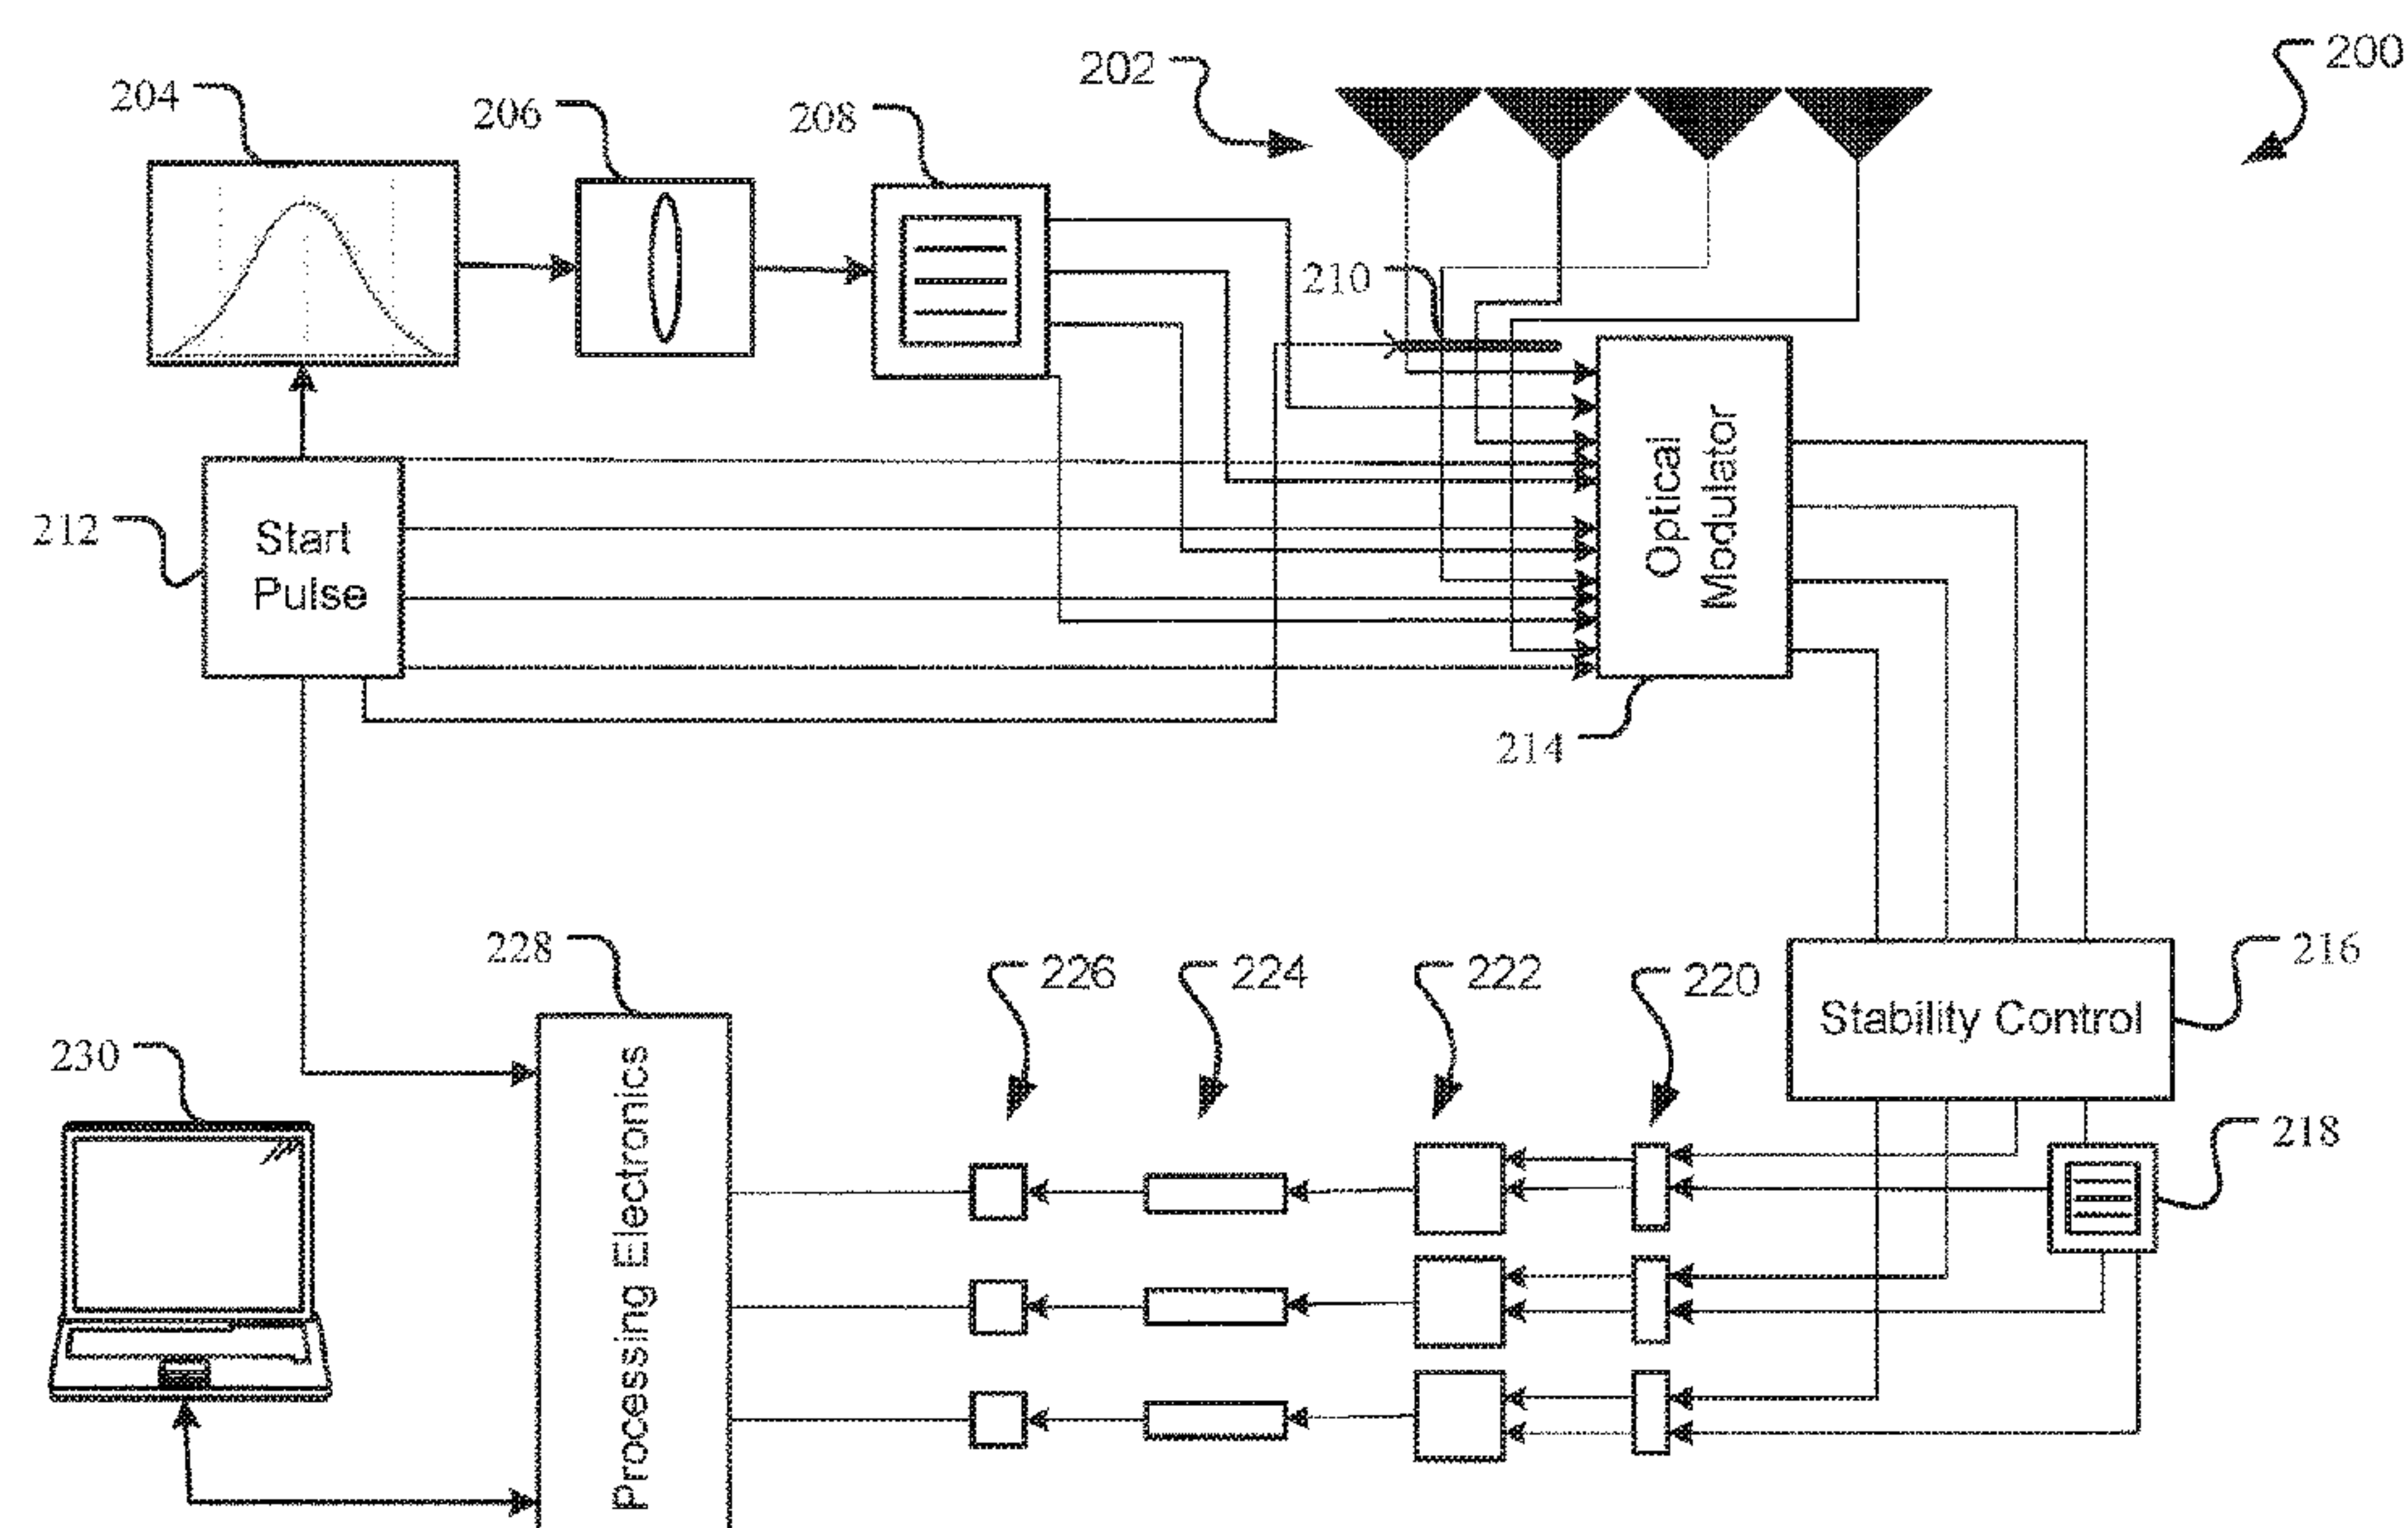 200
202
204
206
208
210
Optical
Modulator
212
Start
Pulse
214
228
226
224
222
220
216
Stability Control
230
Processing Electronics
218